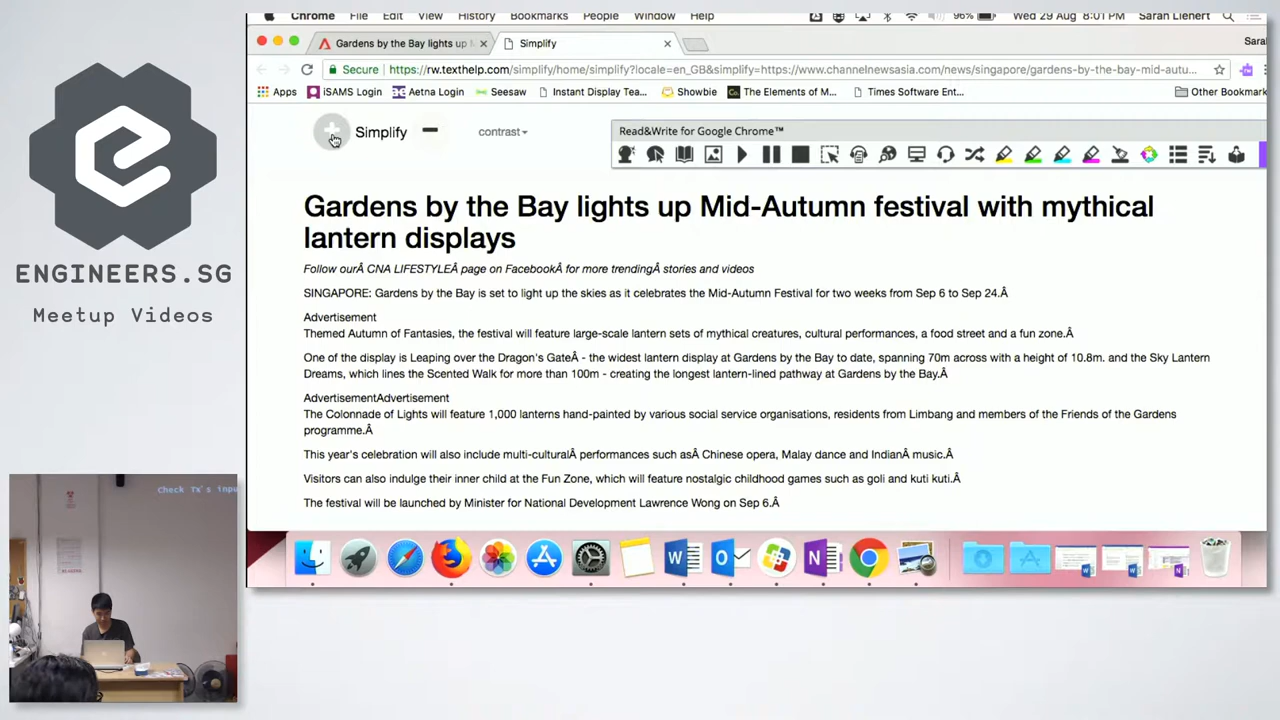 Chrome File Edit View History Bookmarks People Window Help 96% Wed 29 Aug 8:01 PM Sarah Lienert
Gardens by the Bay lights up Simplify Sarah
Secure https://rw.texthelp.com/simplify/home/simplify?locale=en_GB&simplify=https://www.channelnewsasia.com/news/singapore/gardens-by-the-bay-mid-autu...
Apps iSAMS Login Aetna Login Seesaw Instant Display Tea... Showbie The Elements of M... Times Software Ent... Other Bookmark
Simplify contrast
Read&Write for Google Chrome™
Gardens by the Bay lights up Mid-Autumn festival with mythical
lantern displays
Follow ourÂ CNA LIFESTYLEÂ page on FacebookÂ for more trendingÂ stories and videos
SINGAPORE: Gardens by the Bay is set to light up the skies as it celebrates the Mid-Autumn Festival for two weeks from Sep 6 to Sep 24.Â
Advertisement
Themed Autumn of Fantasies, the festival will feature large-scale lantern sets of mythical creatures, cultural performances, a food street and a fun zone.Â
One of the display is Leaping over the Dragon's GateÂ - the widest lantern display at Gardens by the Bay to date, spanning 70m across with a height of 10.8m. and the Sky Lantern
Dreams, which lines the Scented Walk for more than 100m - creating the longest lantern-lined pathway at Gardens by the Bay.Â
AdvertisementAdvertisement
The Colonnade of Lights will feature 1,000 lanterns hand-painted by various social service organisations, residents from Limbang and members of the Friends of the Gardens
programme.Â
This year's celebration will also include multi-culturalÂ performances such asÂ Chinese opera, Malay dance and IndianÂ music.Â
Visitors can also indulge their inner child at the Fun Zone, which will feature nostalgic childhood games such as goli and kuti kuti.Â
The festival will be launched by Minister for National Development Lawrence Wong on Sep 6.Â
ENGINEERS.SG
Meetup Videos
Check Tx's inpu